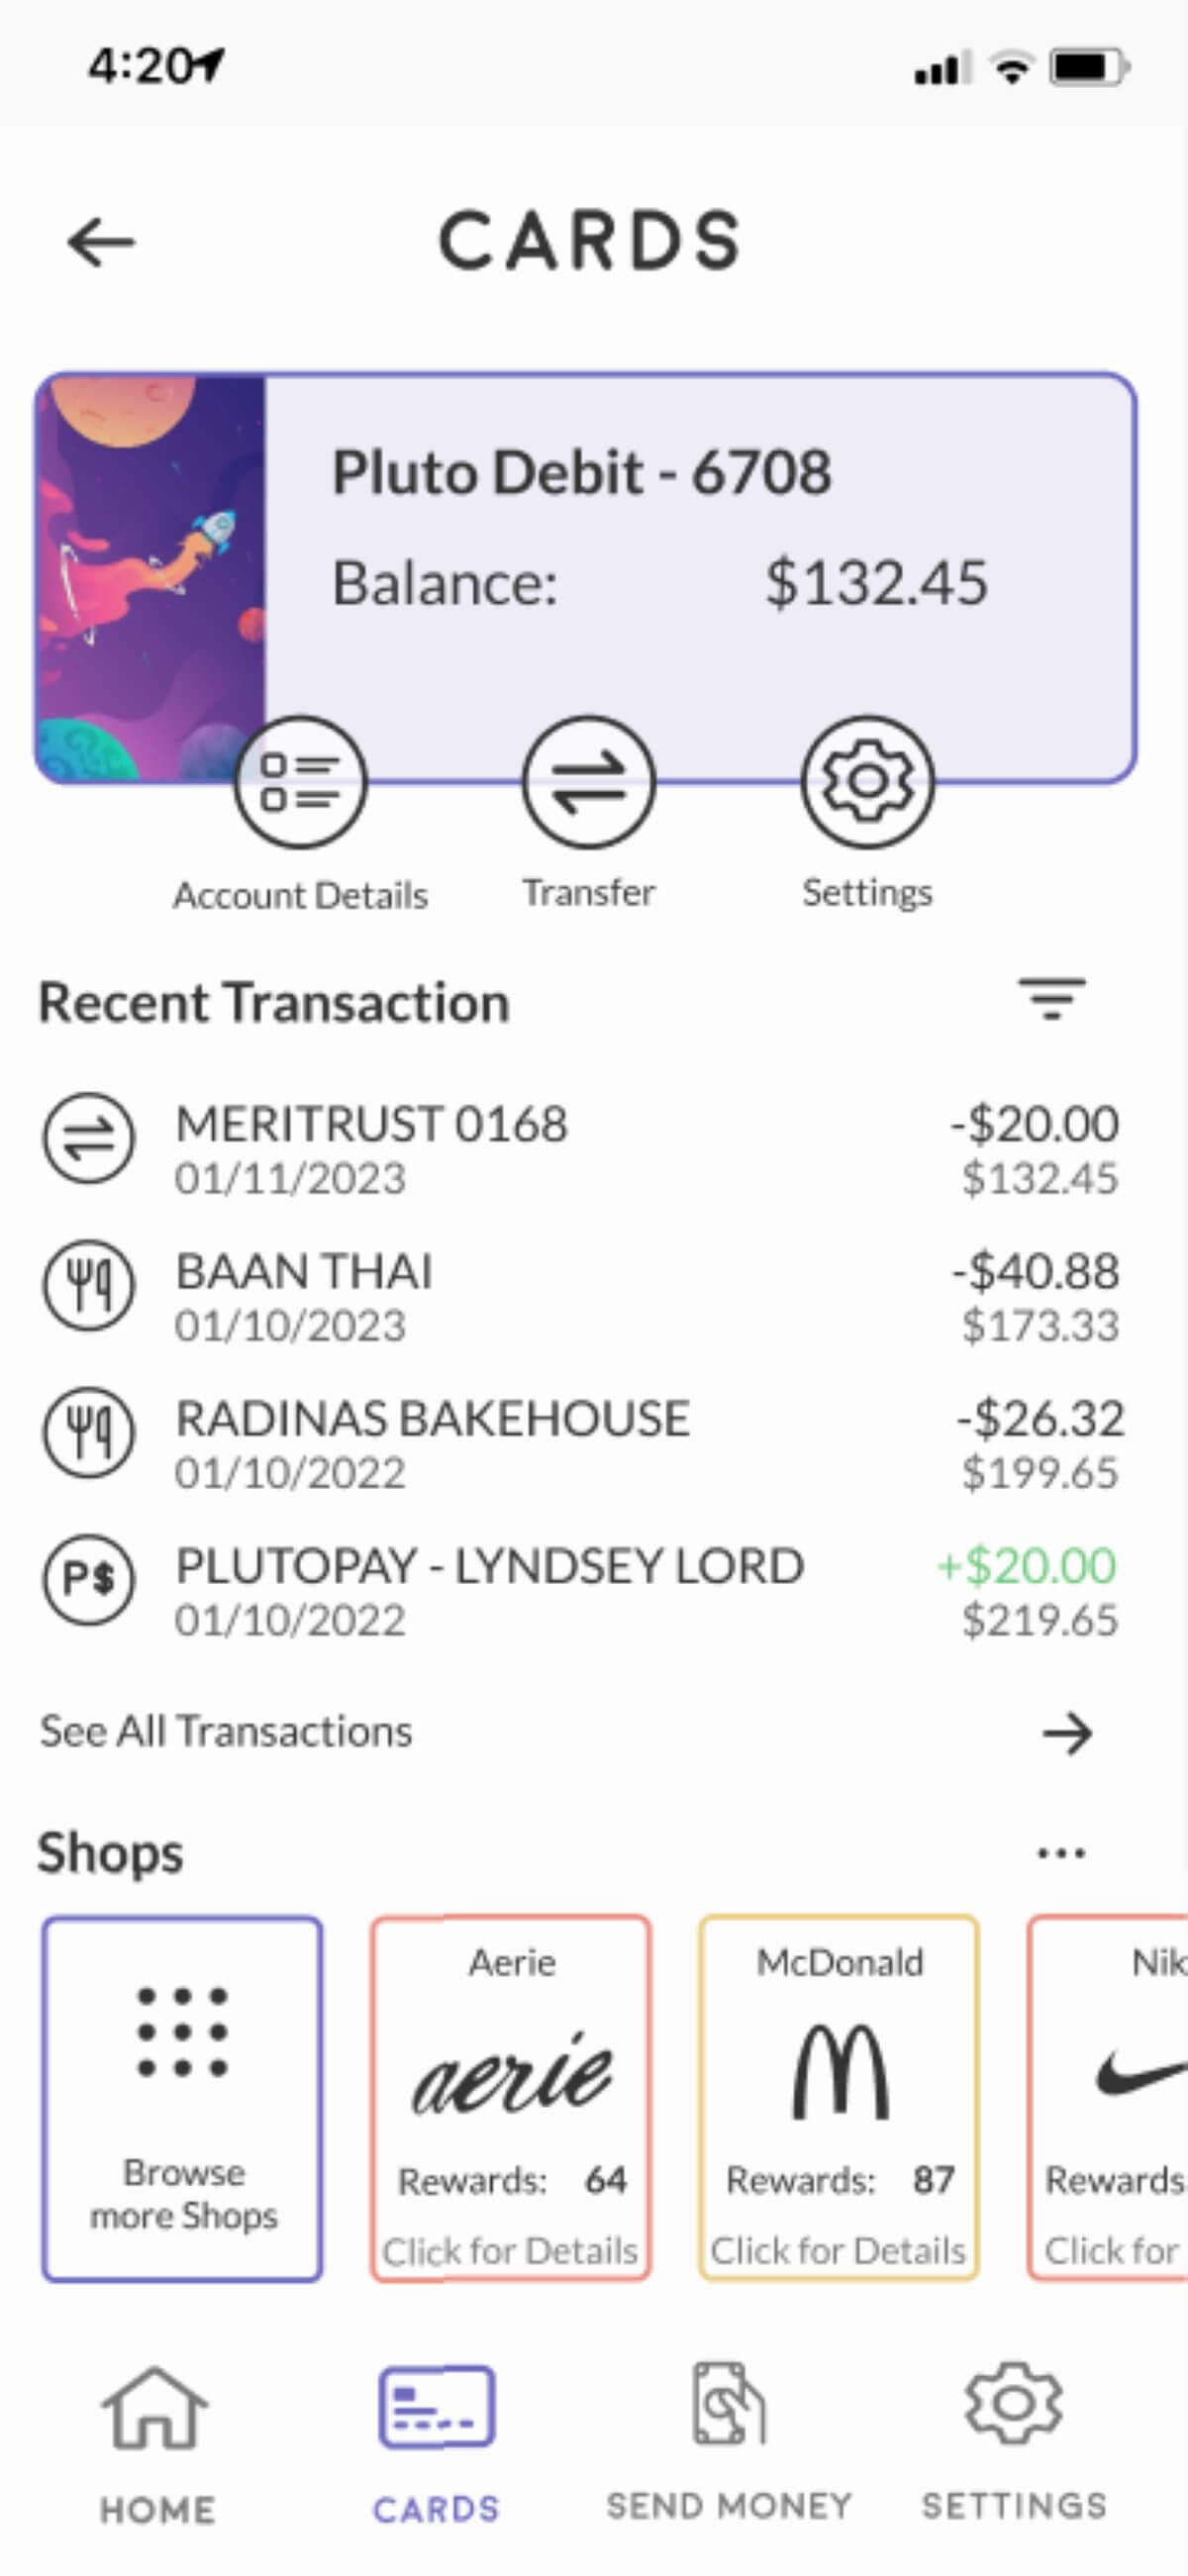 4:20
CARDS
Pluto Debit - 6708
Balance: $132.45
Account Details Transfer Settings
Recent Transaction
MERITRUST 0168 -$20.00
01/11/2023 $132.45
BAAN THAI -$40.88
01/10/2023 $173.33
RADINAS BAKEHOUSE -$26.32
01/10/2022 $199.65
P$ PLUTOPAY - LYNDSEY LORD +$20.00
01/10/2022 $219.65
See All Transactions
Shops
Aerie McDonald Nik
aerie
Browse
more Shops
Rewards: 64 Rewards: 87 Rewards
Click for Details Click for Details Click for
HOME CARDS SEND MONEY SETTINGS